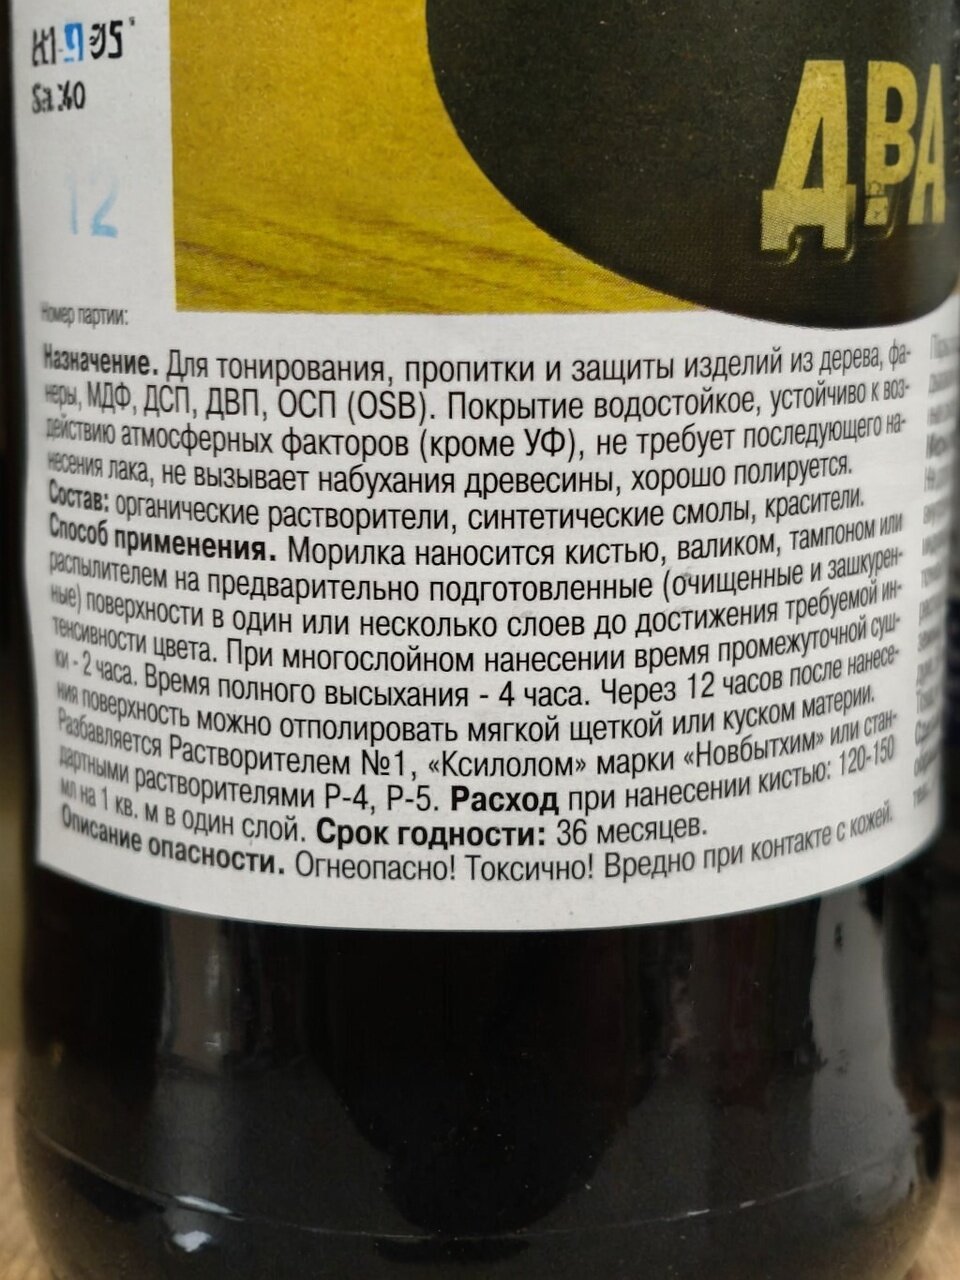 12
ДВА
Номер партии:
Назначение. Для тонирования, пропитки и защиты изделий из дерева, фа-
неры, МДФ, ДСП, ДВП, ОСП (OSB). Покрытие водостойкое, устойчиво к воз-
действию атмосферных факторов (кроме УФ), не требует последующего на-
несения лака, не вызывает набухания древесины, хорошо полируется.
Состав: органические растворители, синтетические смолы, красители.
Способ применения. Морилка наносится кистью, валиком, тампоном или
распылителем на предварительно подготовленные (очищенные и зашкурен-
ные) поверхности в один или несколько слоев до достижения требуемой ин-
тенсивности цвета. При многослойном нанесении время промежуточной суш-
ки - 2 часа. Время полного высыхания - 4 часа. Через 12 часов после нанесе-
ния поверхность можно отполировать мягкой щеткой или куском материи.
Разбавляется Растворителем №1, «Ксилолом» марки «Новбытхим» или стан-
дартными растворителями Р-4, Р-5. Расход при нанесении кистью: 120-150
мл на 1 кв. м в один слой. Срок годности: 36 месяцев.
Описание опасности. Огнеопасно! Токсично! Вредно при контакте с кожей.